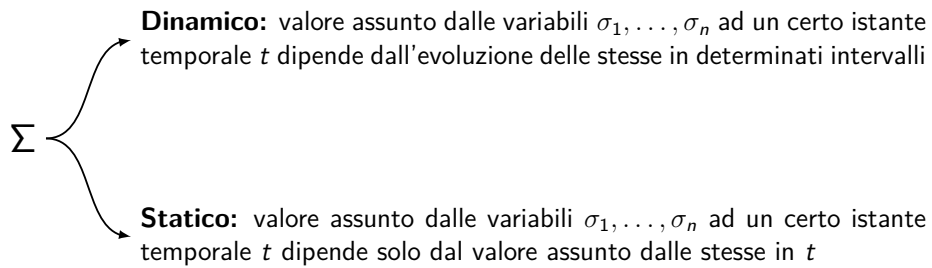 Dinamico: valore assunto dalle variabili σ1, . . . , σn ad un certo istante
temporale t dipende dall'evoluzione delle stesse in determinati intervalli
Σ
Statico: valore assunto dalle variabili σ1, . . . , σn ad un certo istante
temporale t dipende solo dal valore assunto dalle stesse in t